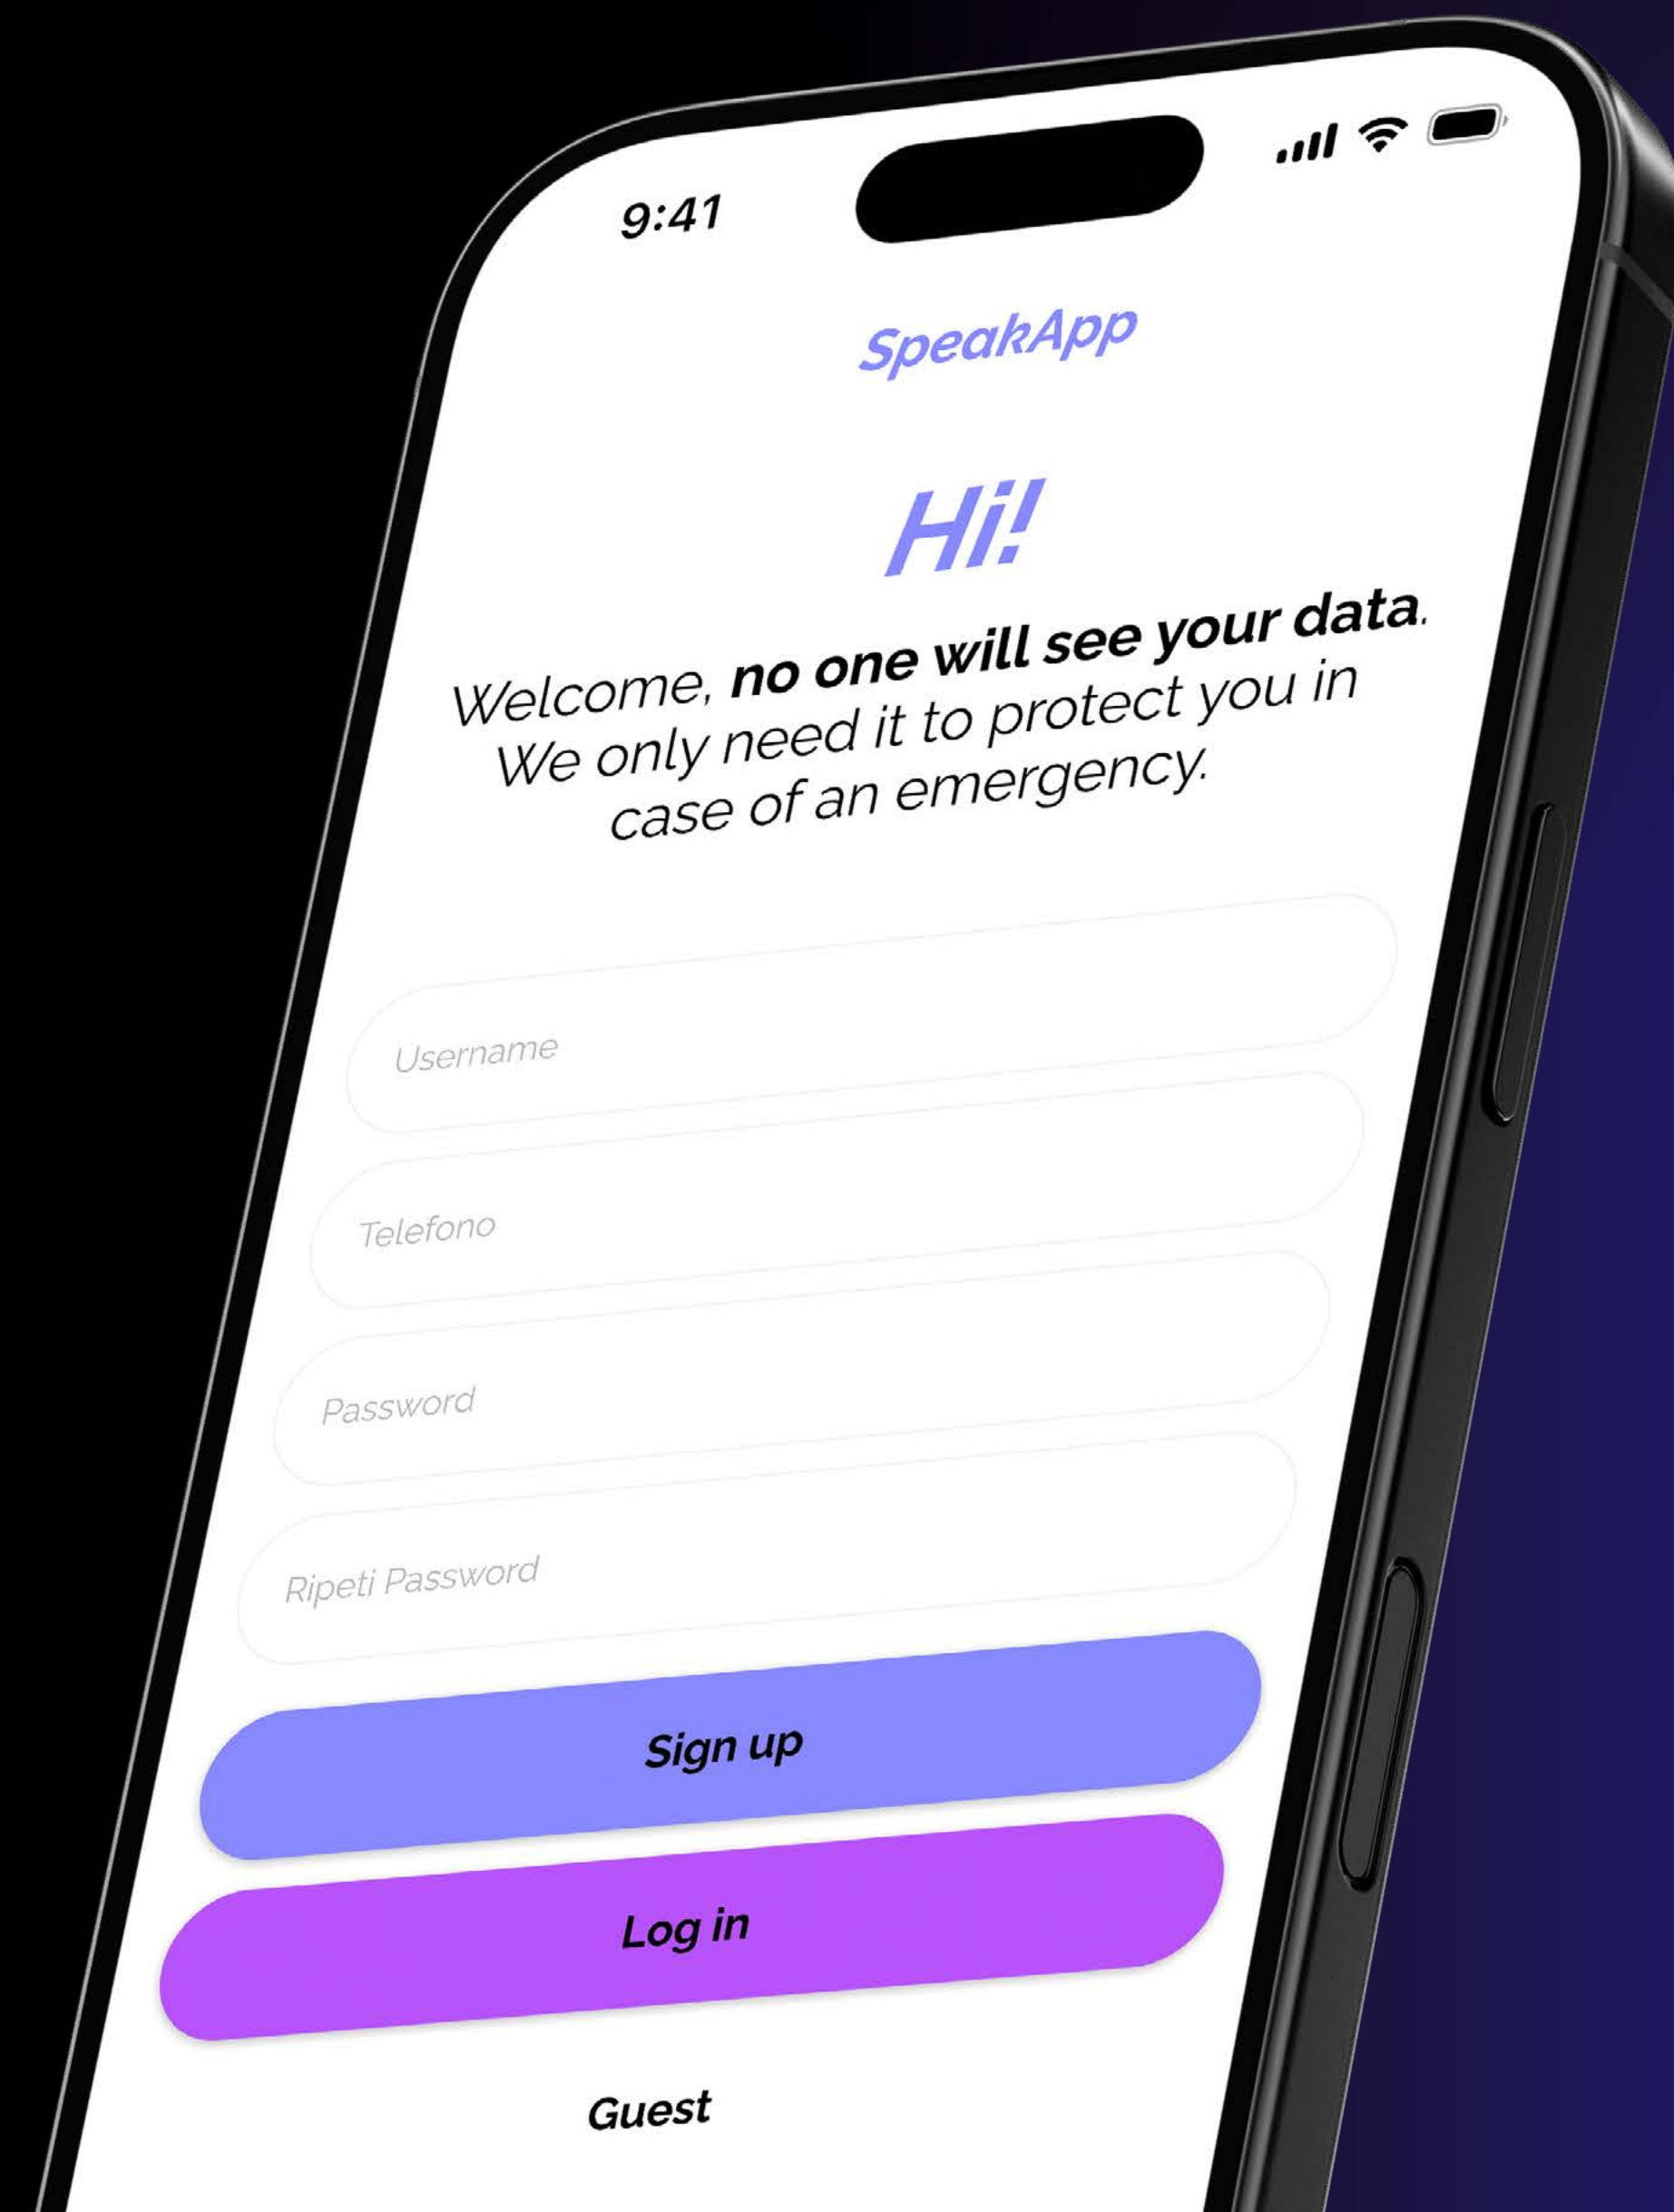 9:41
SpeakApp
Hi!
Welcome, no one will see your data.
We only need it to protect you in
case of an emergency.
Username
Telefono
Password
Ripeti Password
Sign up
Log in
Guest